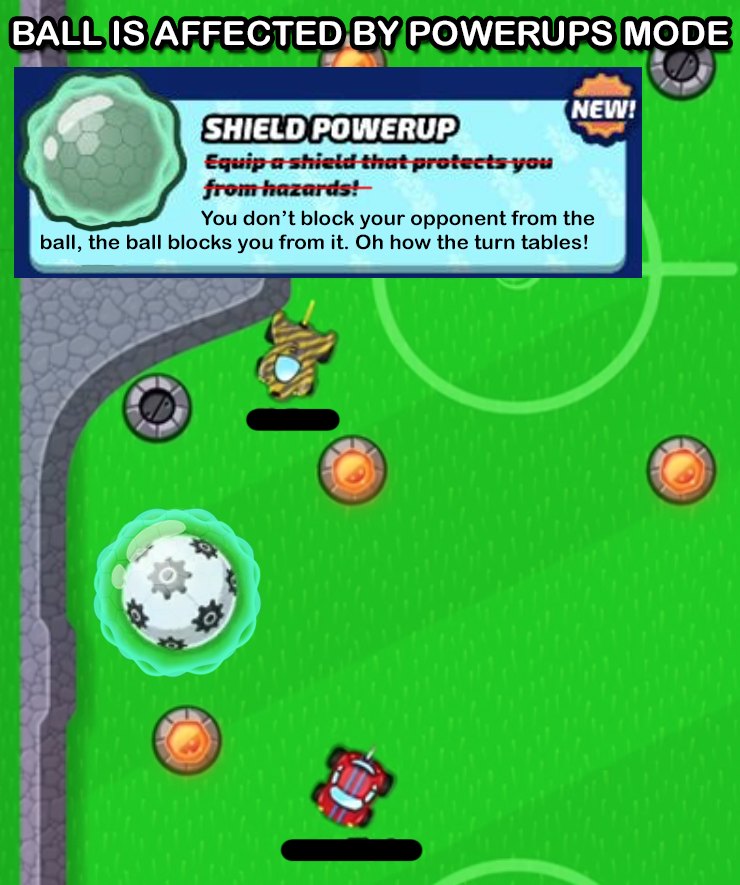 BALL IS AFFECTED BY POWERUPS MODE
NEW!
SHIELD POWERUP
Equip a shield that protects you
from hazards!
You don't block your opponent from the
ball, the ball blocks you from it. Oh how the turn tables!